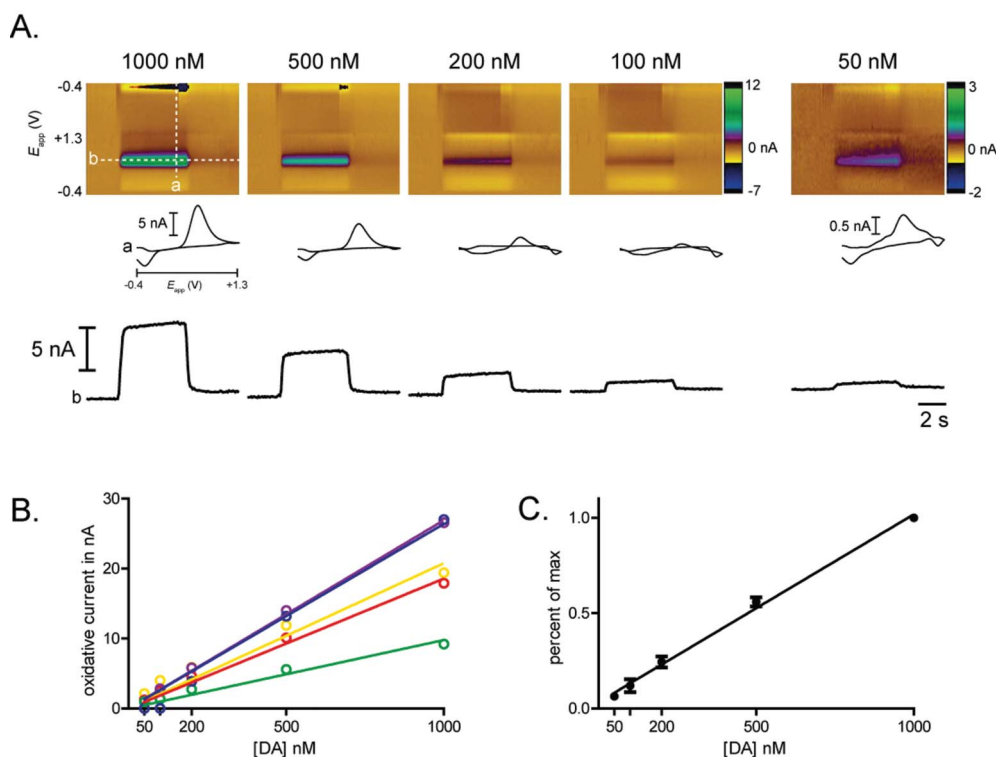 A.
1000 nM 500 nM 200 nM 100 nM 50 nM
-0.4 12 3
Eapp (V) +1.3 0 nA 0 nA
b
-0.4 a -7 -2
5 nA 0.5 nA
a
-0.4 Eapp (V) +1.3
5 nA
b
2 s
B. C.
30
20
10
0
oxidative current in nA
50 200 500 1000
[DA] nM
1.0
0.5
0.0
percent of max
50 200 500 1000
[DA] nM